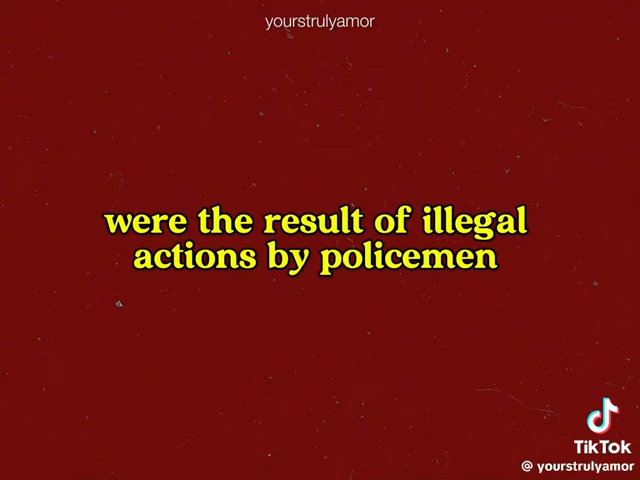 yourstrulyamor
were the result of illegal
actions by policemen
TikTok
@ yourstrulyamor